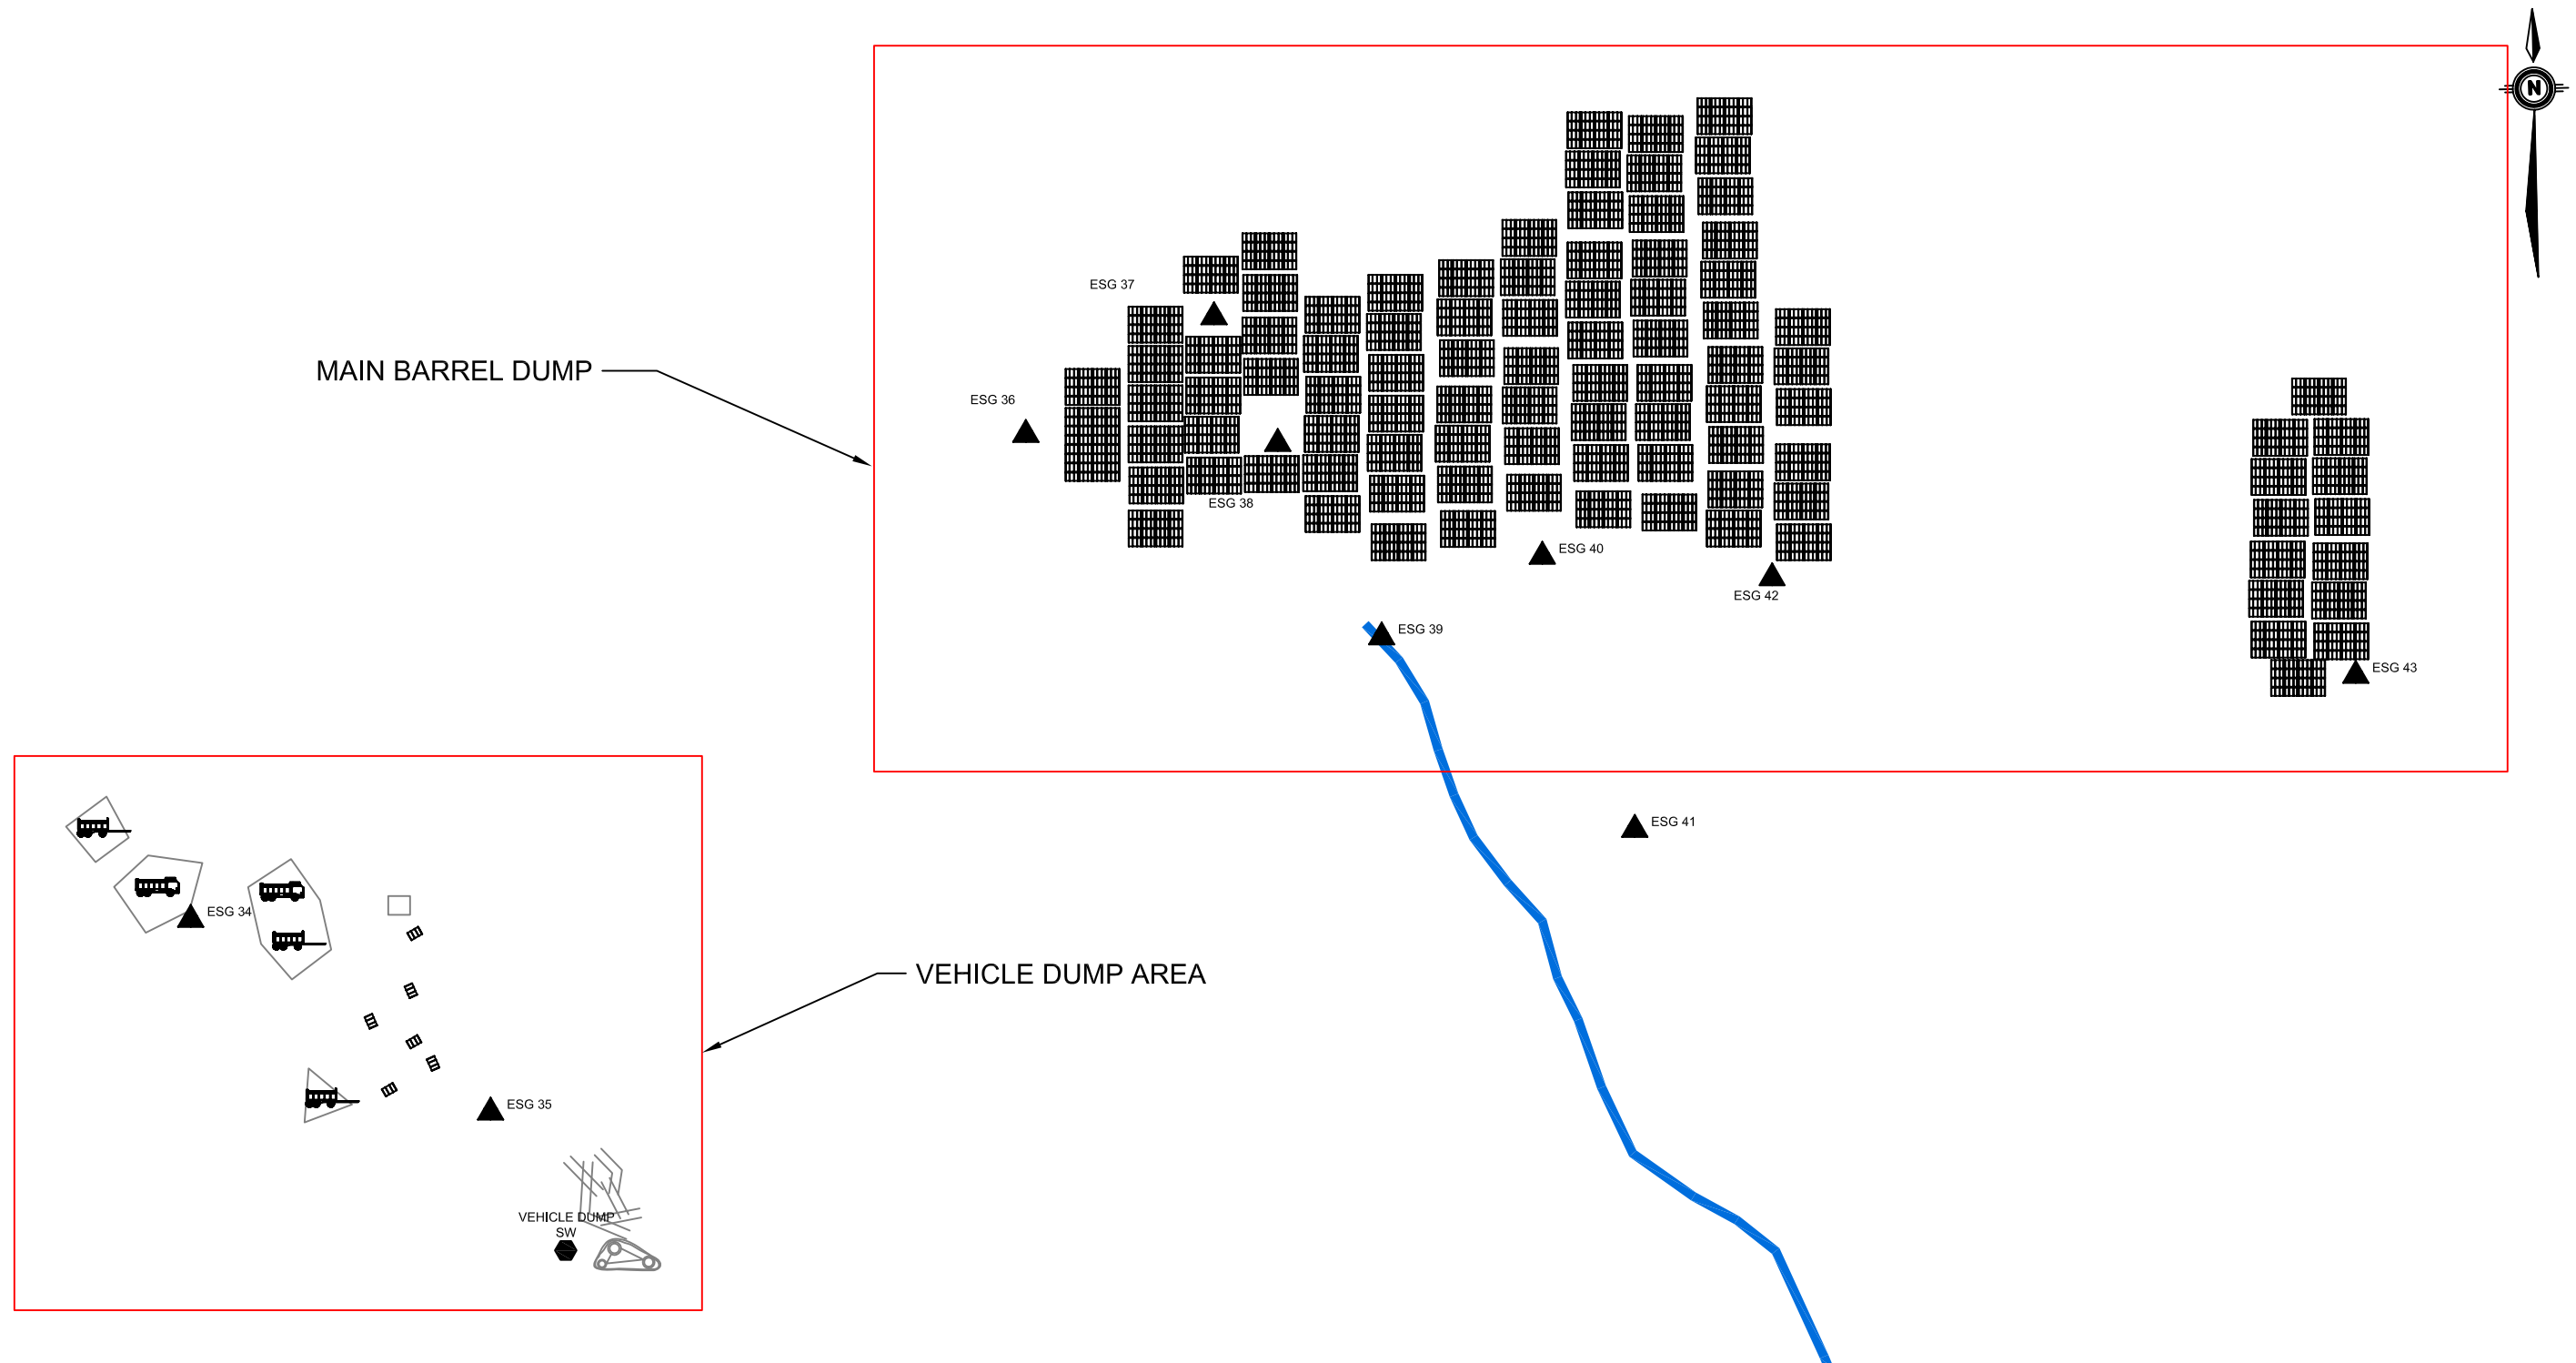 N
ESG 37
MAIN BARREL DUMP
ESG 36
ESG 38
ESG 40
ESG 42
ESG 39
ESG 43
ESG 41
ESG 34
VEHICLE DUMP AREA
ESG 35
VEHICLE DUMP
SW